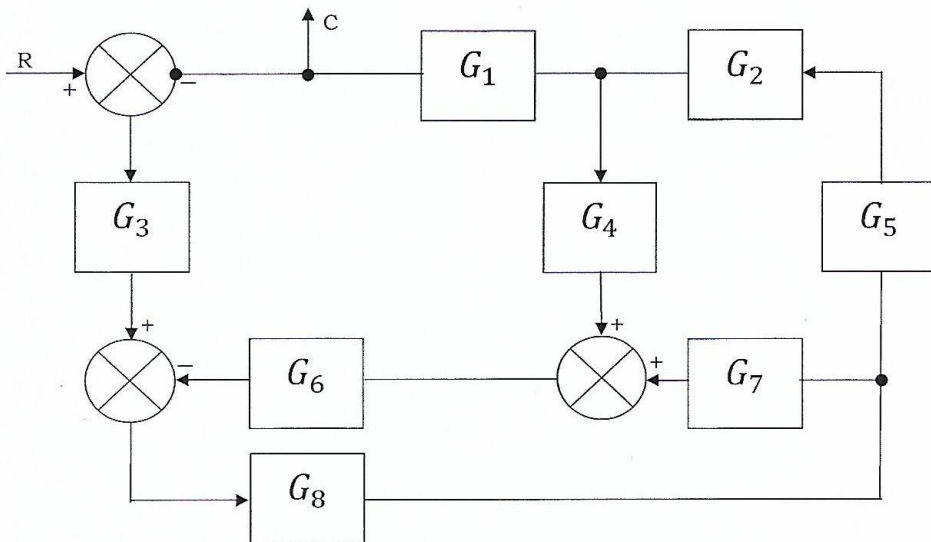 C
R
+
−
G₁
G₂
G₃
G₄
G₅
+
−
+
+
G₆
G₇
G₈